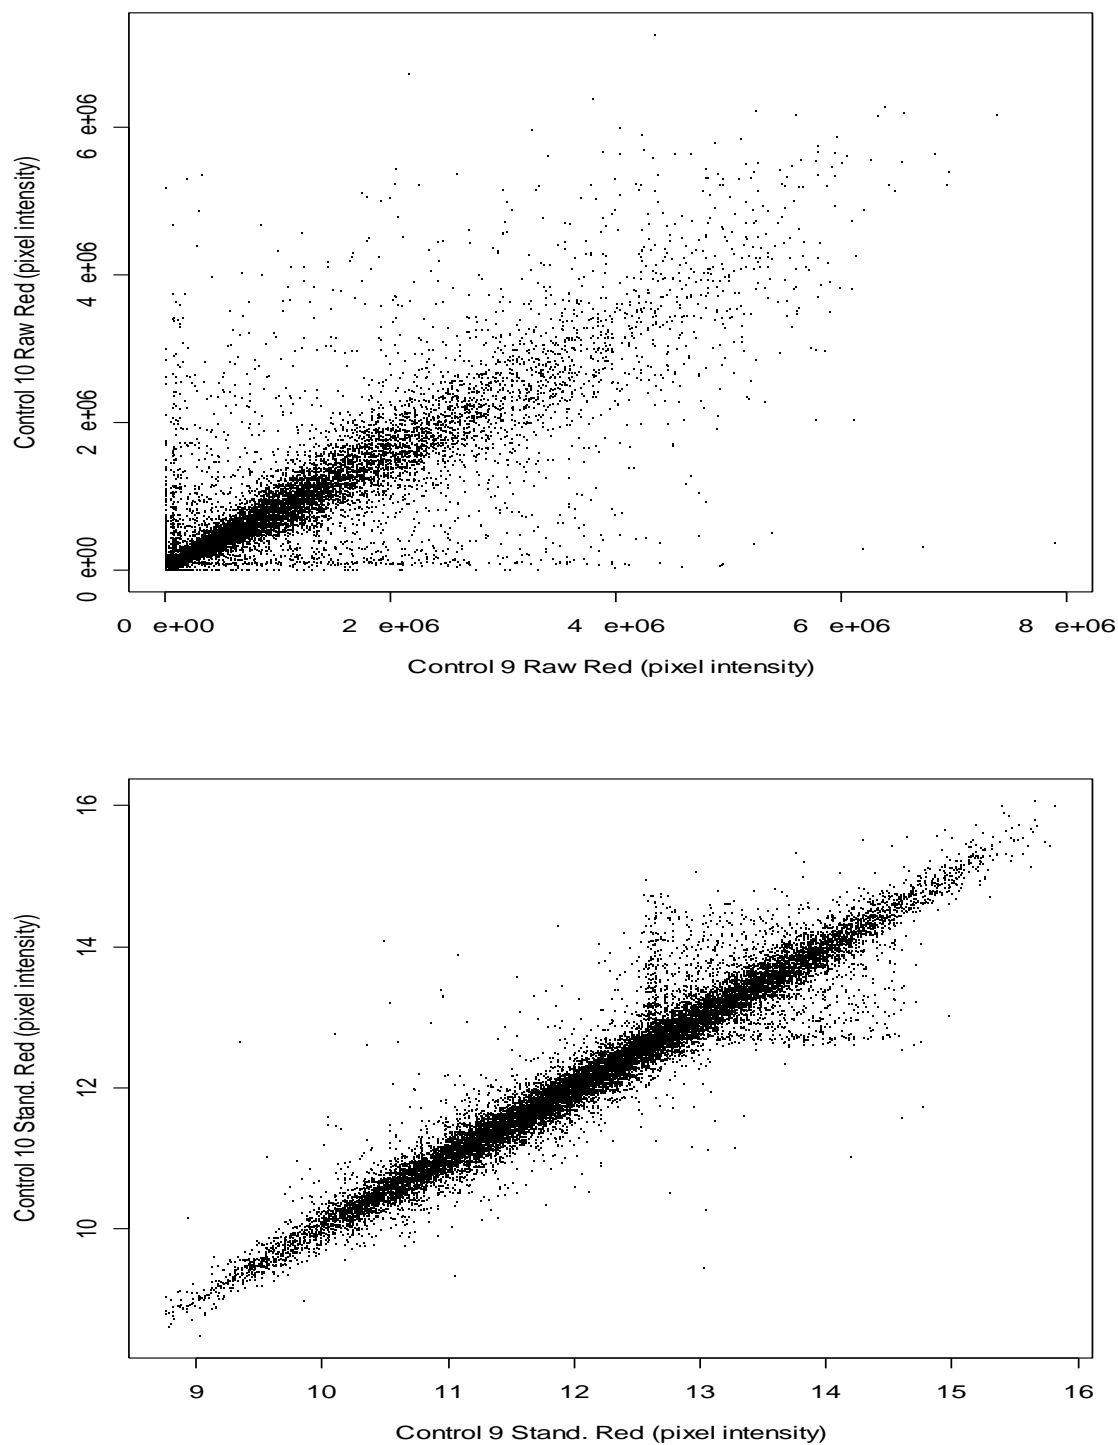 Control 10 Raw Red (pixel intensity)
6 e+06
4 e+06
2 e+06
0 e+00
0 e+00 2 e+06 4 e+06 6 e+06 8 e+06
Control 9 Raw Red (pixel intensity)
Control 10 Stand. Red (pixel intensity)
16
14
12
10
9 10 11 12 13 14 15 16
Control 9 Stand. Red (pixel intensity)